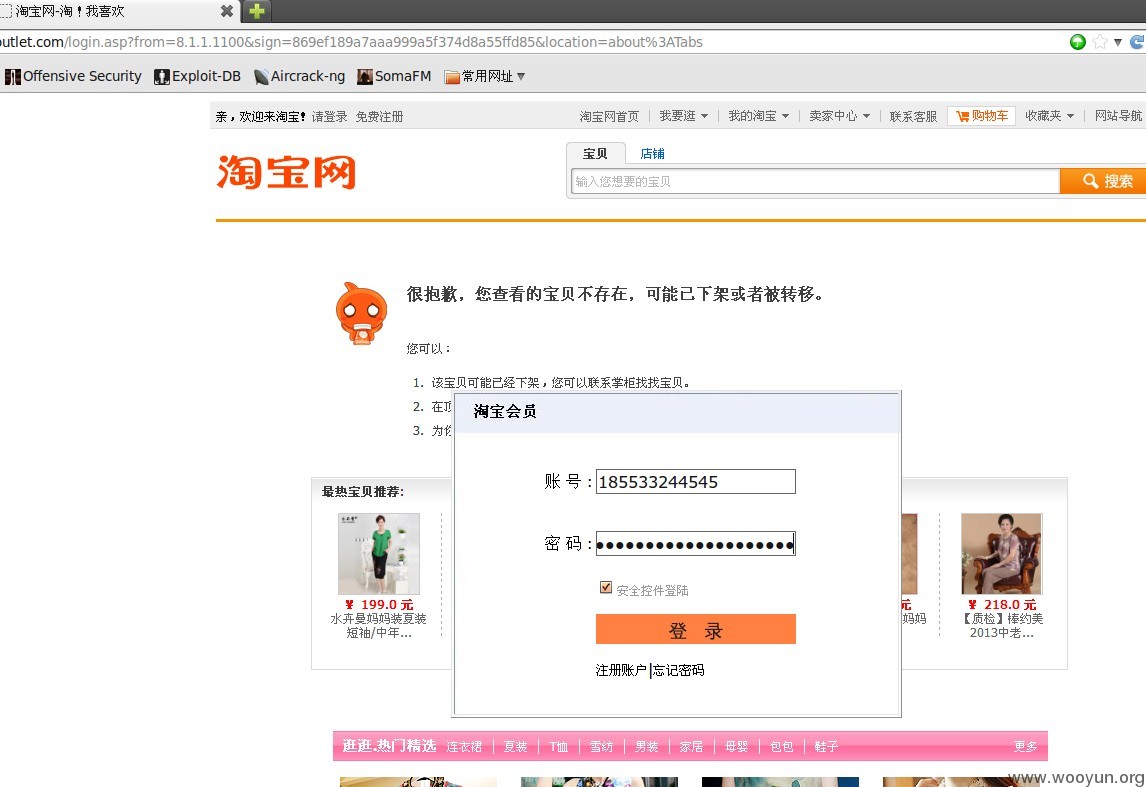 淘宝网-淘！我喜欢
outlet.com/login.asp?from=8.1.1.1100&sign=869ef189a7aaa999a5f374d8a55ffd85&location=about%3ATabs
Offensive Security Exploit-DB Aircrack-ng SomaFM 常用网址
亲，欢迎来淘宝！请登录 免费注册 淘宝网首页 我要逛 我的淘宝 卖家中心 联系客服 购物车 收藏夹 网站导航
宝贝 店铺
淘宝网
输入您想要的宝贝 搜索
很抱歉，您查看的宝贝不存在，可能已下架或者被转移。
您可以：
1. 该宝贝可能已经下架，您可以联系掌柜找找宝贝。
2. 在
3. 为
淘宝会员
账 号：185533244545
密 码：
安全控件登陆
登 录
注册账户|忘记密码
最热宝贝推荐：
¥ 199.0 元
水卉曼妈妈装夏装
短袖/中年...
元
妈妈
¥ 218.0 元
【质检】棒约美
2013中老...
逛逛.热门精选 连衣裙 夏装 T恤 雪纺 男装 家居 母婴 包包 鞋子 更多
www.wooyun.org